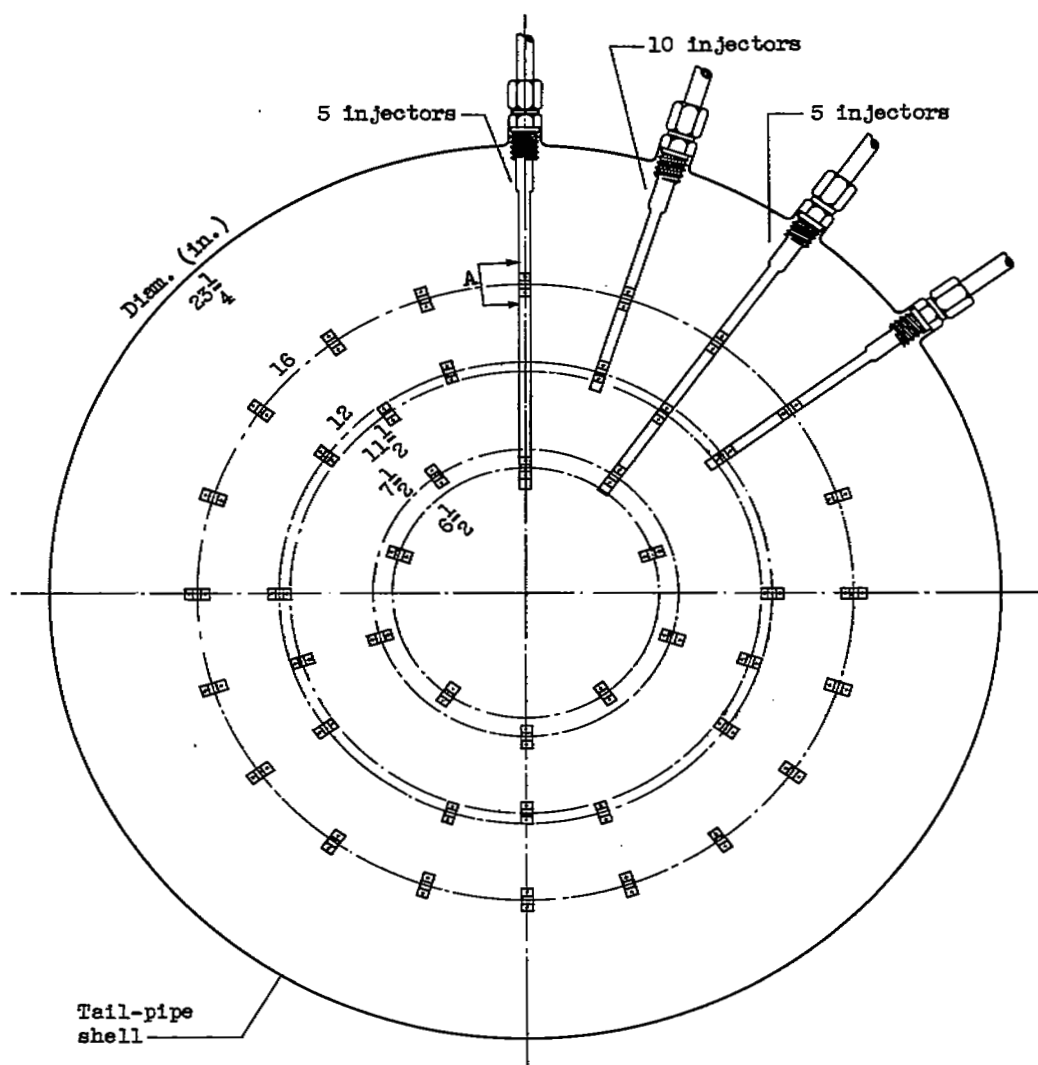 10 injectors
5 injectors
5 injectors
Diam. (in.)
23 1/4
A
16
12
11 1/2
7 1/2
6 1/2
Tail-pipe
shell